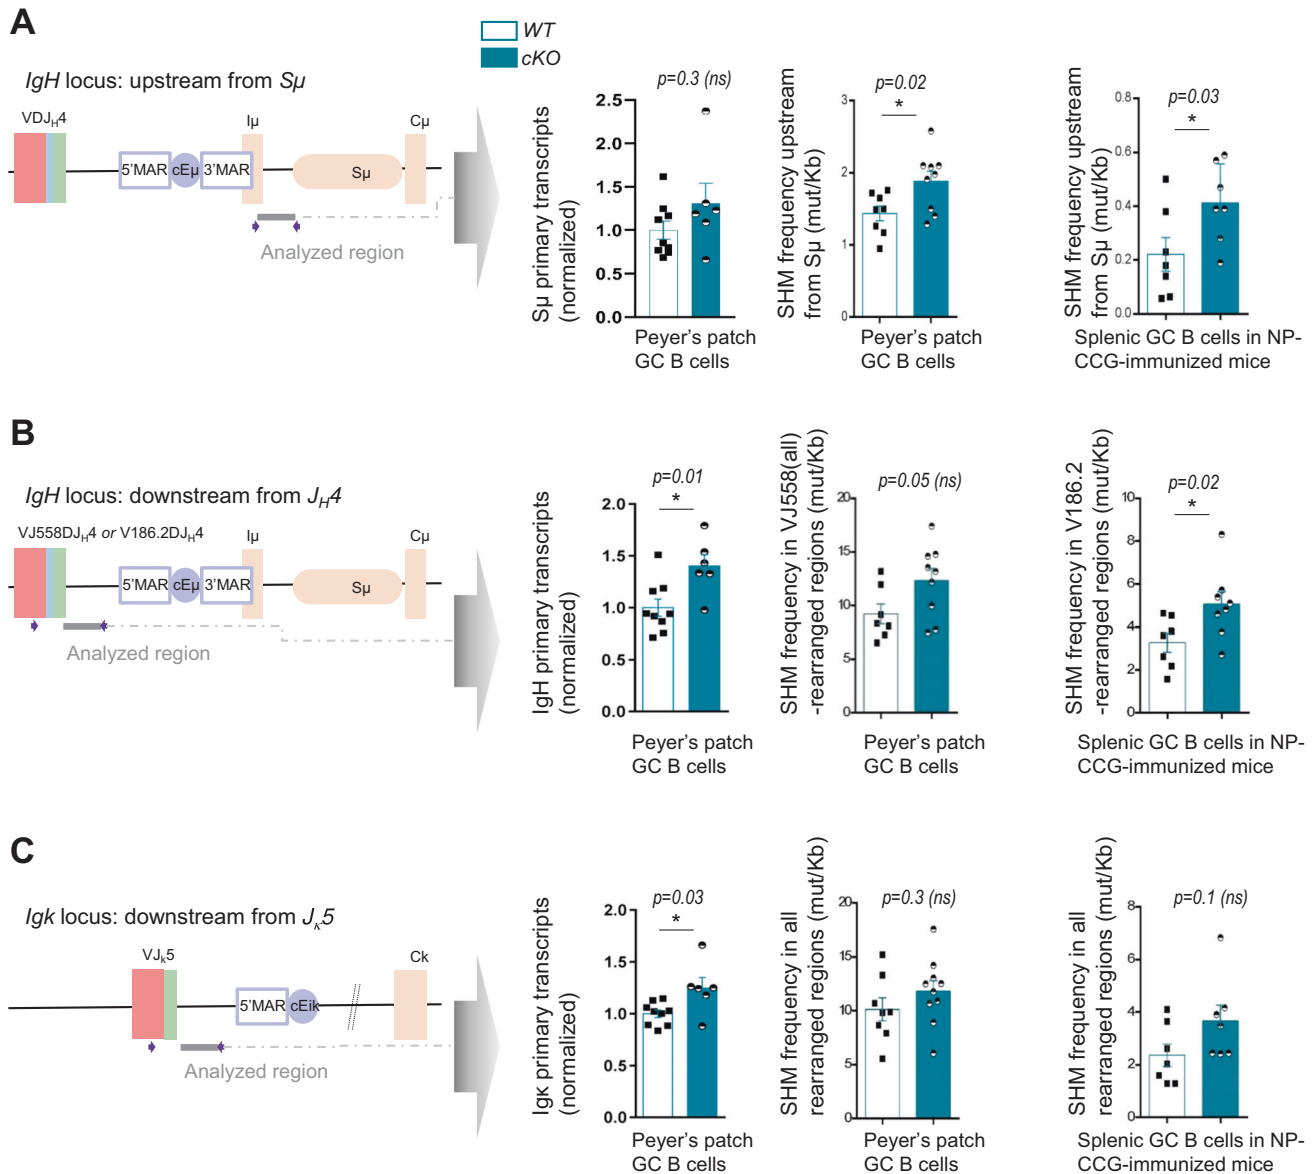 A
WT
cKO
IgH locus: upstream from Sµ
VDJH4
Iµ
Cµ
5'MAR
cEµ
3'MAR
Sµ
Analyzed region
p=0.3 (ns)
Sµ primary transcripts
(normalized)
2.5
2.0
1.5
1.0
0.5
0.0
Peyer's patch
GC B cells
p=0.02
*
SHM frequency upstream
from Sµ (mut/Kb)
3
2
1
0
Peyer's patch
GC B cells
p=0.03
*
SHM frequency upstream
from Sµ (mut/Kb)
0.8
0.6
0.4
0.2
0.0
Splenic GC B cells in NP-
CCG-immunized mice
B
IgH locus: downstream from JH4
VJ558DJH4 or V186.2DJH4
Iµ
Cµ
5'MAR
cEµ
3'MAR
Sµ
Analyzed region
p=0.01
*
IgH primary transcripts
(normalized)
2.0
1.5
1.0
0.5
0.0
Peyer's patch
GC B cells
p=0.05 (ns)
SHM frequency in VJ558(all)
-rearranged regions (mut/Kb)
20
15
10
5
0
Peyer's patch
GC B cells
p=0.02
*
SHM frequency in V186.2
-rearranged regions (mut/Kb)
10
8
6
4
2
0
Splenic GC B cells in NP-
CCG-immunized mice
C
Igk locus: downstream from Jκ5
VJk5
Ck
5'MAR
cEik
Analyzed region
p=0.03
*
Igκ primary transcripts
(normalized)
2.0
1.5
1.0
0.5
0.0
Peyer's patch
GC B cells
p=0.3 (ns)
SHM frequency in all
rearranged regions (mut/Kb)
20
15
10
5
0
Peyer's patch
GC B cells
p=0.1 (ns)
SHM frequency in all
rearranged regions (mut/Kb)
8
6
4
2
0
Splenic GC B cells in NP-
CCG-immunized mice